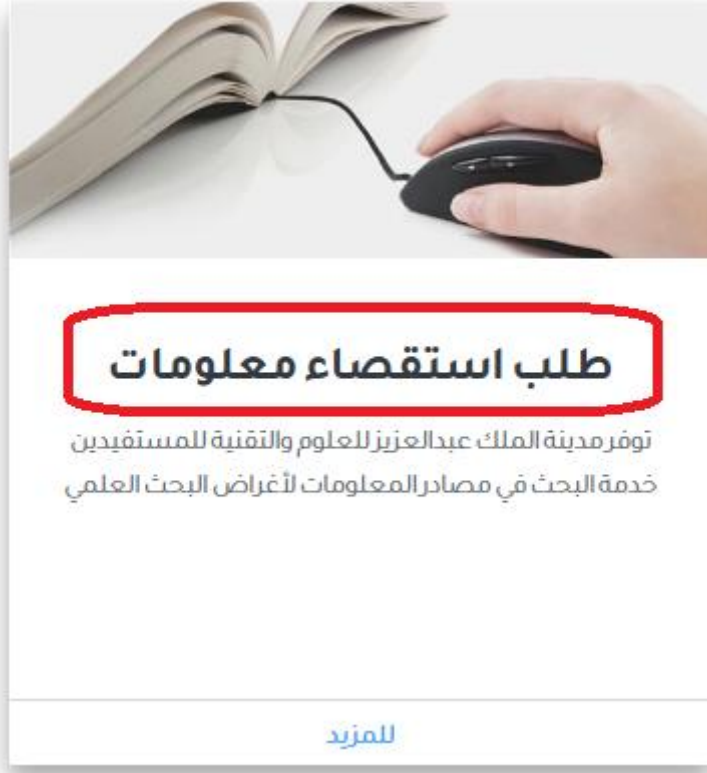 طلب استقصاء معلومات
توفر مدينة الملك عبدالعزيز للعلوم والتقنية للمستفيدين
خدمة البحث في مصادر المعلومات لأغراض البحث العلمي
للمزيد